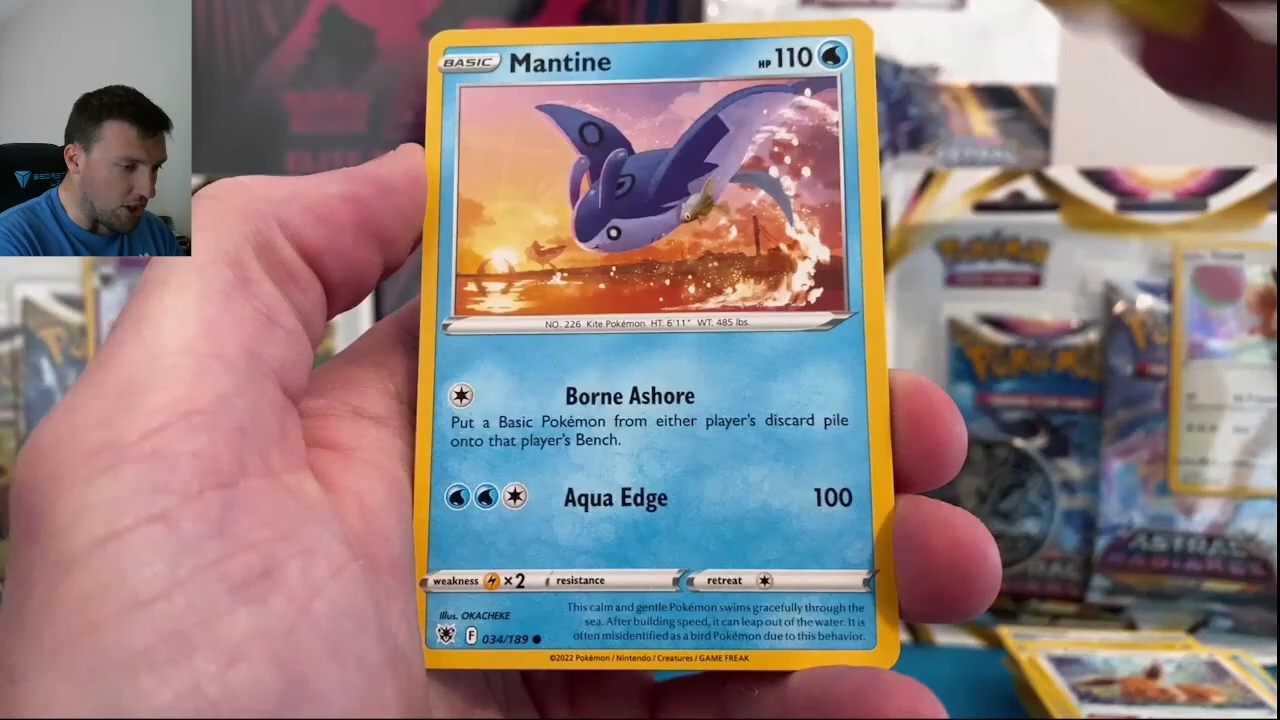 BASIC Mantine HP 110
NO. 226 Kite Pokémon HT: 6'11" WT: 485 lbs.
Borne Ashore
Put a Basic Pokémon from either player's discard pile
onto that player's Bench.
Aqua Edge 100
weakness ×2 resistance retreat
Illus. OKACHEKE
F 034/189
This calm and gentle Pokémon swims gracefully through the
sea. After building speed, it can leap out of the water. It is
often misidentified as a bird Pokémon due to this behavior.
©2022 Pokémon / Nintendo / Creatures / GAME FREAK
POKÉMON
POKÉMON
ASTRAL